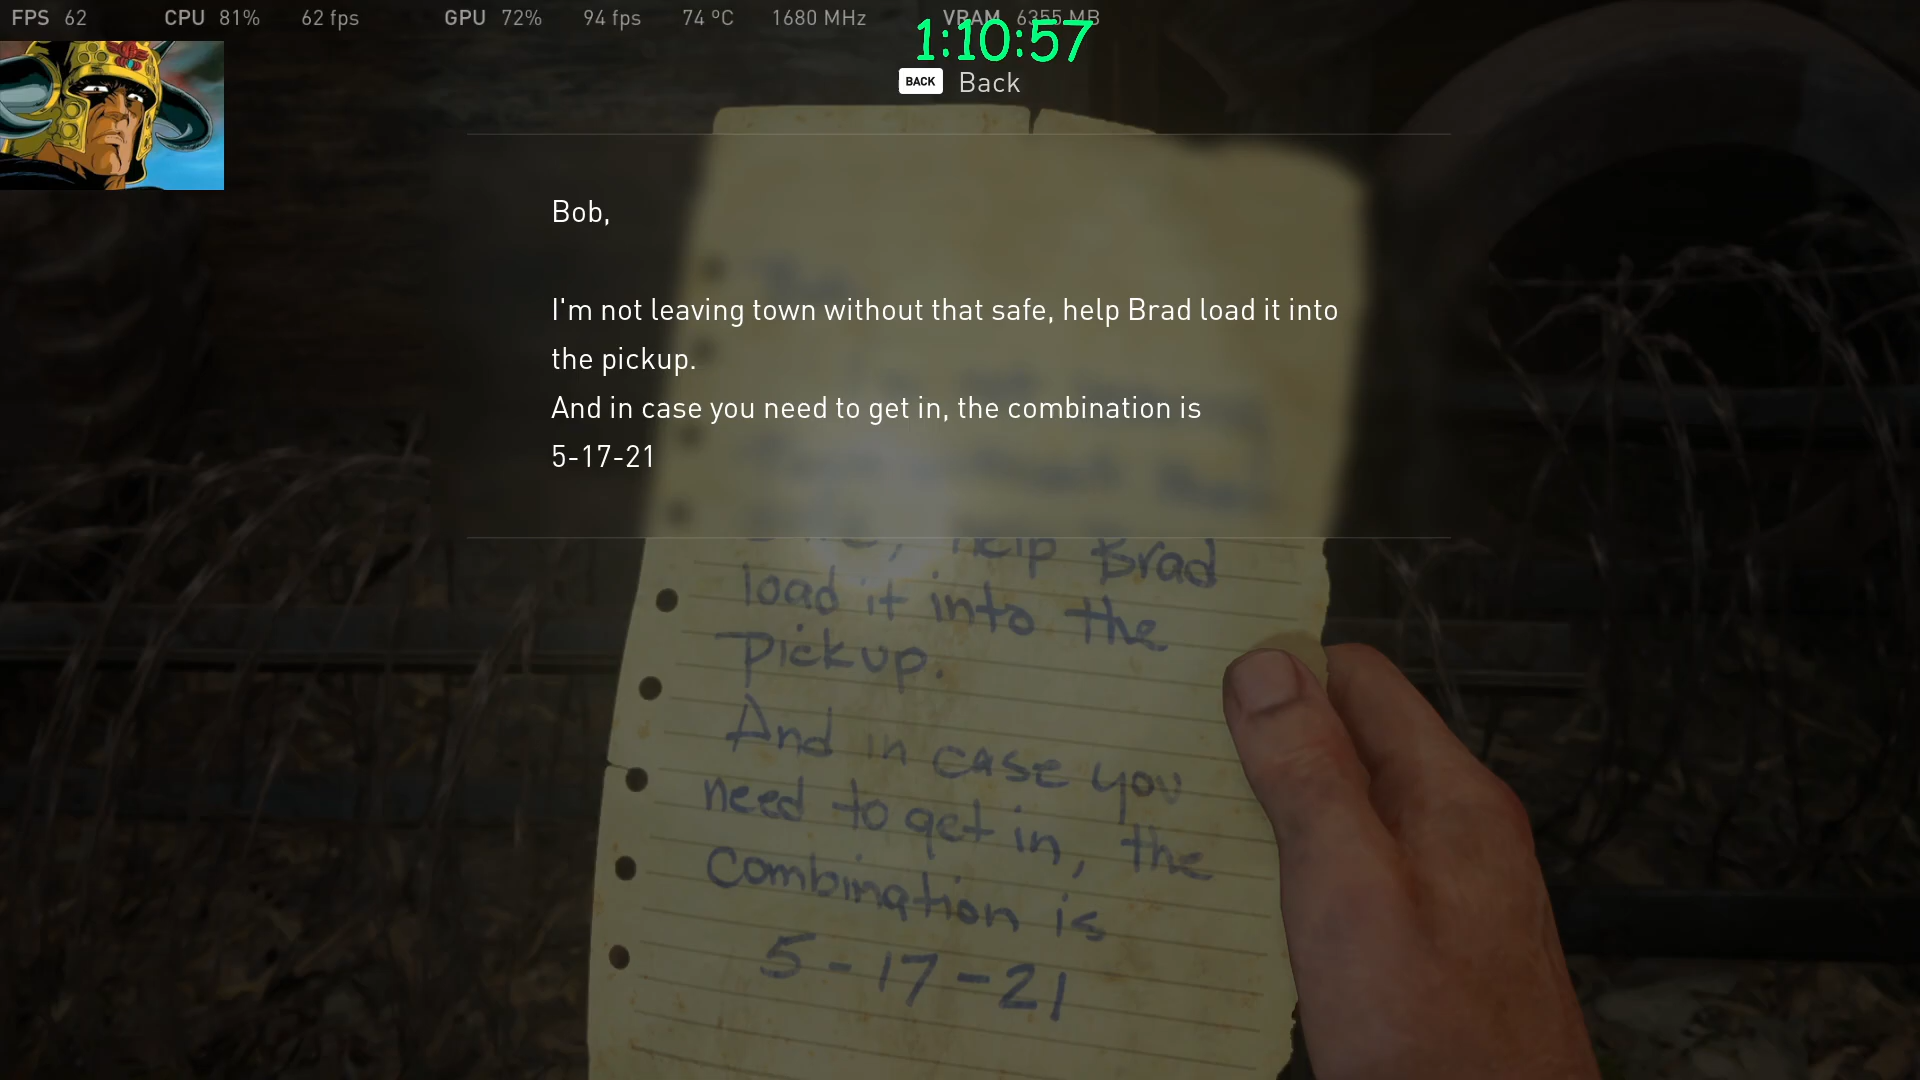 FPS 62 CPU 81% 62 fps GPU 72% 94 fps 74 ºC 1680 MHz VRAM 6355 MB
1:10:57
BACK Back
Bob,
I'm not leaving town without that safe, help Brad load it into
the pickup.
And in case you need to get in, the combination is
5-17-21
help Brad
load it into the
Pickup.
And in case you
need to get in, the
Combination is
5-17-21